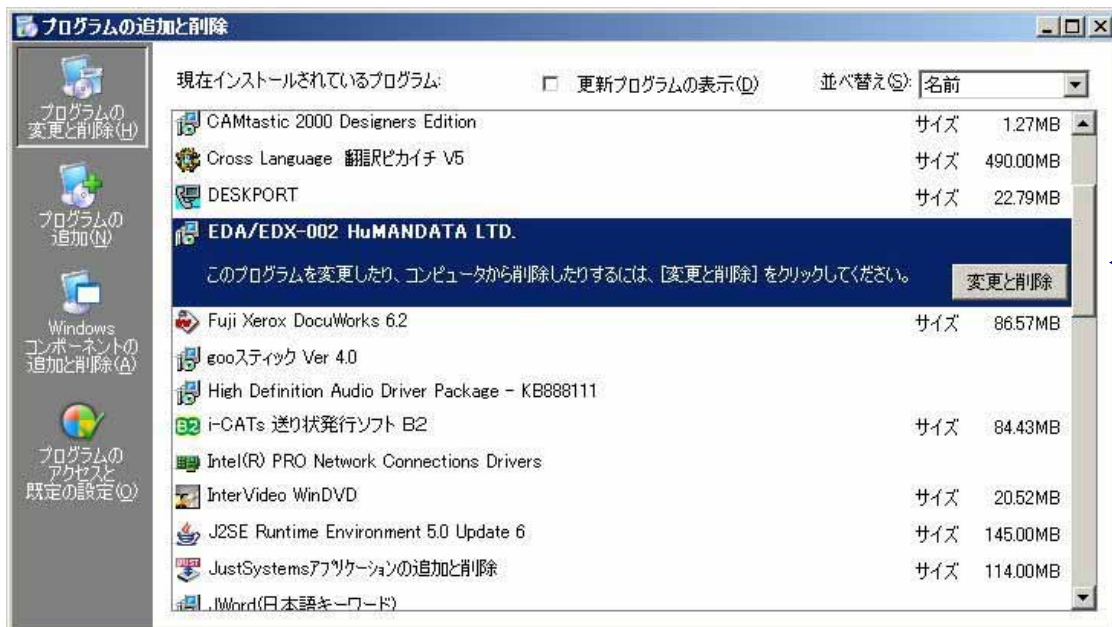 プログラムの追加と削除
プログラムの
変更と削除(H)
プログラムの
追加(N)
Windows
コンポーネントの
追加と削除(A)
プログラムの
アクセスと
既定の設定(O)
現在インストールされているプログラム: 更新プログラムの表示(D) 並べ替え(S): 名前
CAMtastic 2000 Designers Edition サイズ 1.27MB
Cross Language 翻訳ピカイチ V5 サイズ 490.00MB
DESKPORT サイズ 22.79MB
EDA/EDX-002 HuMANDATA LTD.
このプログラムを変更したり、コンピュータから削除したりするには、[変更と削除] をクリックしてください。 変更と削除
Fuji Xerox DocuWorks 6.2 サイズ 86.57MB
gooスティック Ver 4.0
High Definition Audio Driver Package - KB888111
B2 i-CATs 送り状発行ソフト B2 サイズ 84.43MB
Intel(R) PRO Network Connections Drivers
InterVideo WinDVD サイズ 20.52MB
J2SE Runtime Environment 5.0 Update 6 サイズ 145.00MB
JustSystemsアプリケーションの追加と削除 サイズ 114.00MB
JWord(日本語キーワード)